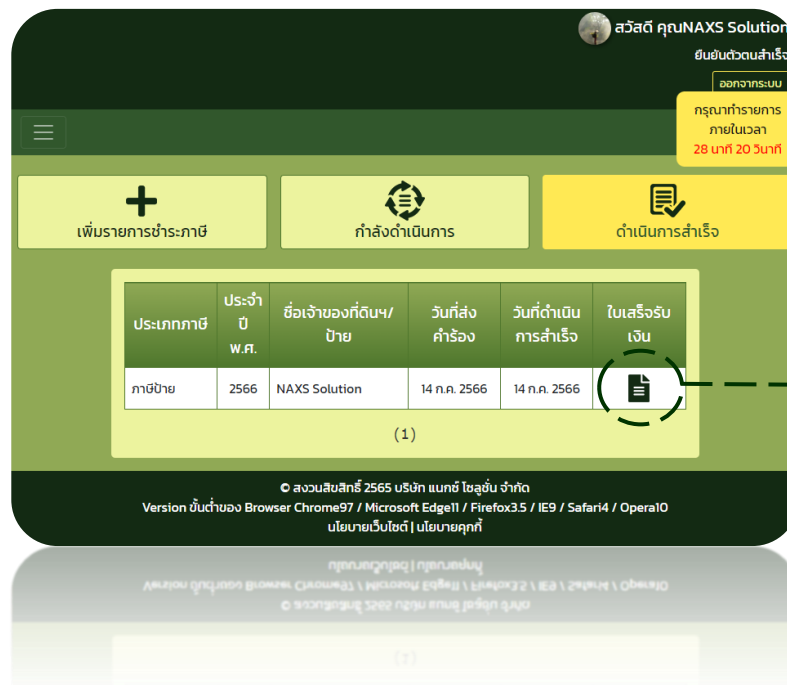 สวัสดี คุณNAXS Solution
ยืนยันตัวตนสำเร็จ
ออกจากระบบ
กรุณาทำรายการ
ภายในเวลา
28 นาที 20 วินาที
เพิ่มรายการชำระภาษี
กำลังดำเนินการ
ดำเนินการสำเร็จ
ประเภทภาษี
ประจำ
ปี
พ.ศ.
ชื่อเจ้าของที่ดินฯ/
ป้าย
วันที่ส่ง
คำร้อง
วันที่ดำเนิน
การสำเร็จ
ใบเสร็จรับ
เงิน
ภาษีป้าย 2566 NAXS Solution 14 ก.ค. 2566 14 ก.ค. 2566
(1)
© สงวนสิขสิทธิ์ 2565 บริษัท แนกซ์ โซลูชั่น จำกัด
Version ขั้นต่ำของ Browser Chrome97 / Microsoft Edge11 / Firefox3.5 / IE9 / Safari4 / Opera10
นโยบายเว็บไซต์ | นโยบายคุกกี้